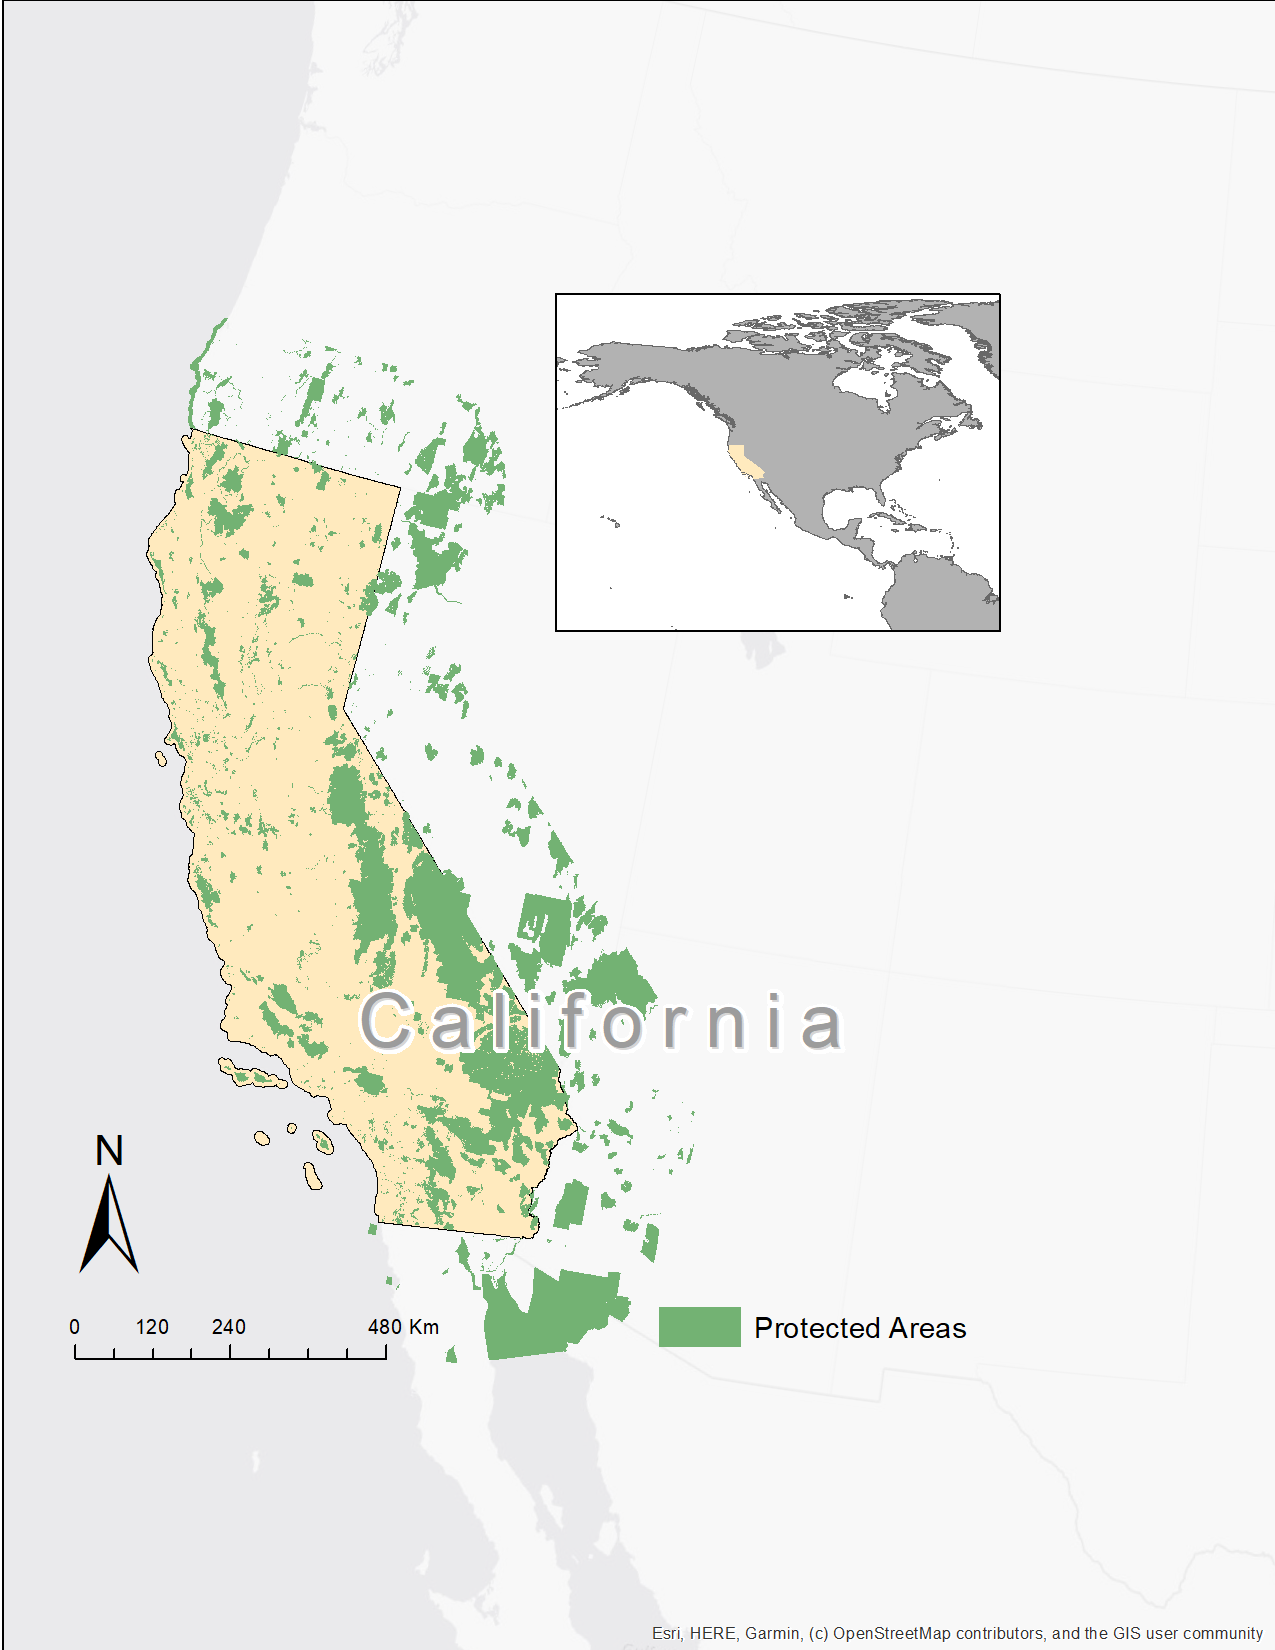 California
N
0 120 240 480 Km
Protected Areas
Esri, HERE, Garmin, (c) OpenStreetMap contributors, and the GIS user community